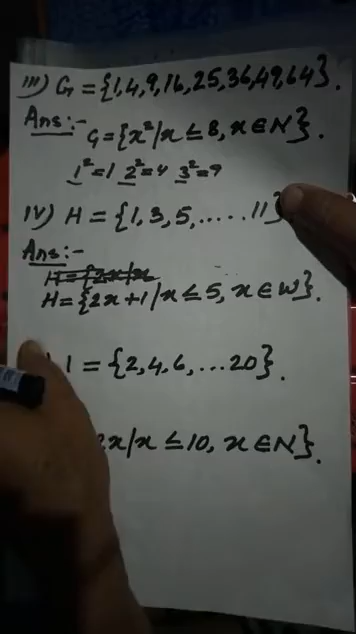 III) G = {1,4,9,16,25,36,49,64}.
Ans:-
G = {x²/x ≤ 8, x ∈ N}.
1²=1 2²=4 3²=9
IV) H = {1, 3, 5, ......11}
Ans:-
H = {2x/x
H = {2x+1/x ≤ 5, x ∈ W}.
I = {2,4,6,...20}.
2x/x ≤ 10, x ∈ N}.